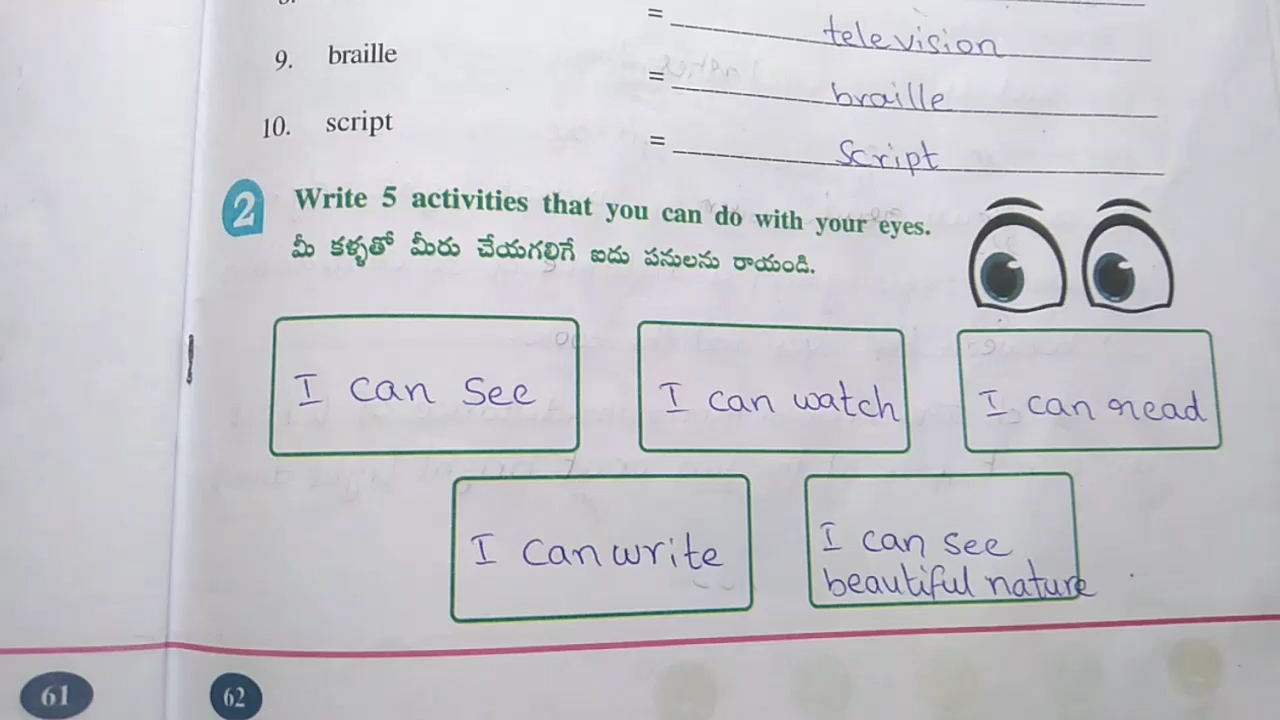 = television
9. braille = braille
10. script = Script
2 Write 5 activities that you can do with your eyes.
మీ కళ్ళతో మీరు చేయగలిగే ఐదు పనులను రాయండి.
I can see
I can watch
I can read
I can write
I can see
beautiful nature
61
62